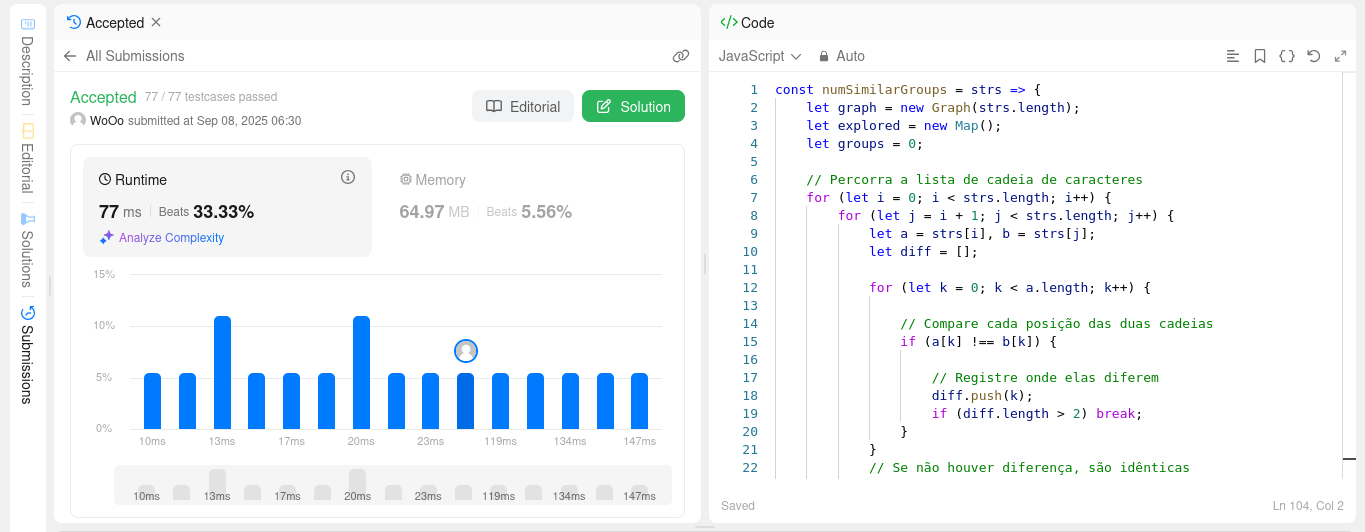 Description
Editorial
Solutions
Submissions
Accepted
All Submissions
Accepted 77 / 77 testcases passed
WoOo submitted at Sep 08, 2025 06:30
Editorial
Solution
Runtime
77 ms Beats 33.33%
Analyze Complexity
Memory
64.97 MB Beats 5.56%
15%
10%
5%
0%
10ms 13ms 17ms 20ms 23ms 119ms 134ms 147ms
10ms 13ms 17ms 20ms 23ms 119ms 134ms 147ms
</> Code
JavaScript Auto
1 const numSimilarGroups = strs => {
2 let graph = new Graph(strs.length);
3 let explored = new Map();
4 let groups = 0;
5
6 // Percorra a lista de cadeia de caracteres
7 for (let i = 0; i < strs.length; i++) {
8 for (let j = i + 1; j < strs.length; j++) {
9 let a = strs[i], b = strs[j];
10 let diff = [];
11
12 for (let k = 0; k < a.length; k++) {
13
14 // Compare cada posição das duas cadeias
15 if (a[k] !== b[k]) {
16
17 // Registre onde elas diferem
18 diff.push(k);
19 if (diff.length > 2) break;
20 }
21 }
22 // Se não houver diferença, são idênticas
Saved
Ln 104, Col 2